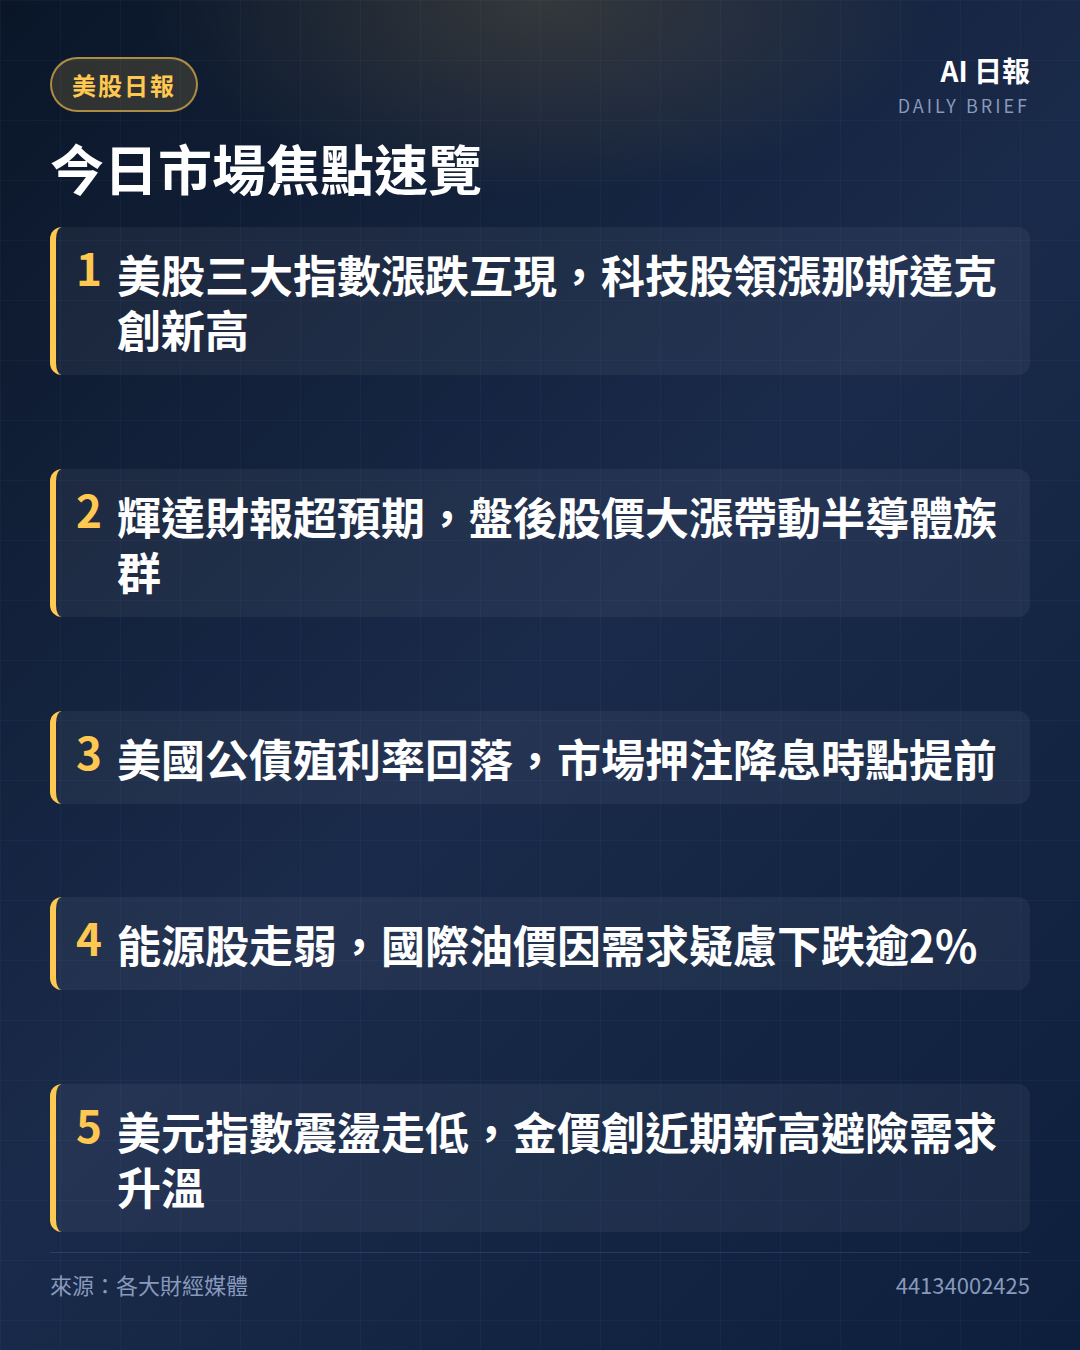 美股日報
AI 日報
DAILY BRIEF
今日市場焦點速覽
1 美股三大指數漲跌互現，科技股領漲那斯達克
創新高
2 輝達財報超預期，盤後股價大漲帶動半導體族
群
3 美國公債殖利率回落，市場押注降息時點提前
4 能源股走弱，國際油價因需求疑慮下跌逾2%
5 美元指數震盪走低，金價創近期新高避險需求
升溫
來源：各大財經媒體
44134002425